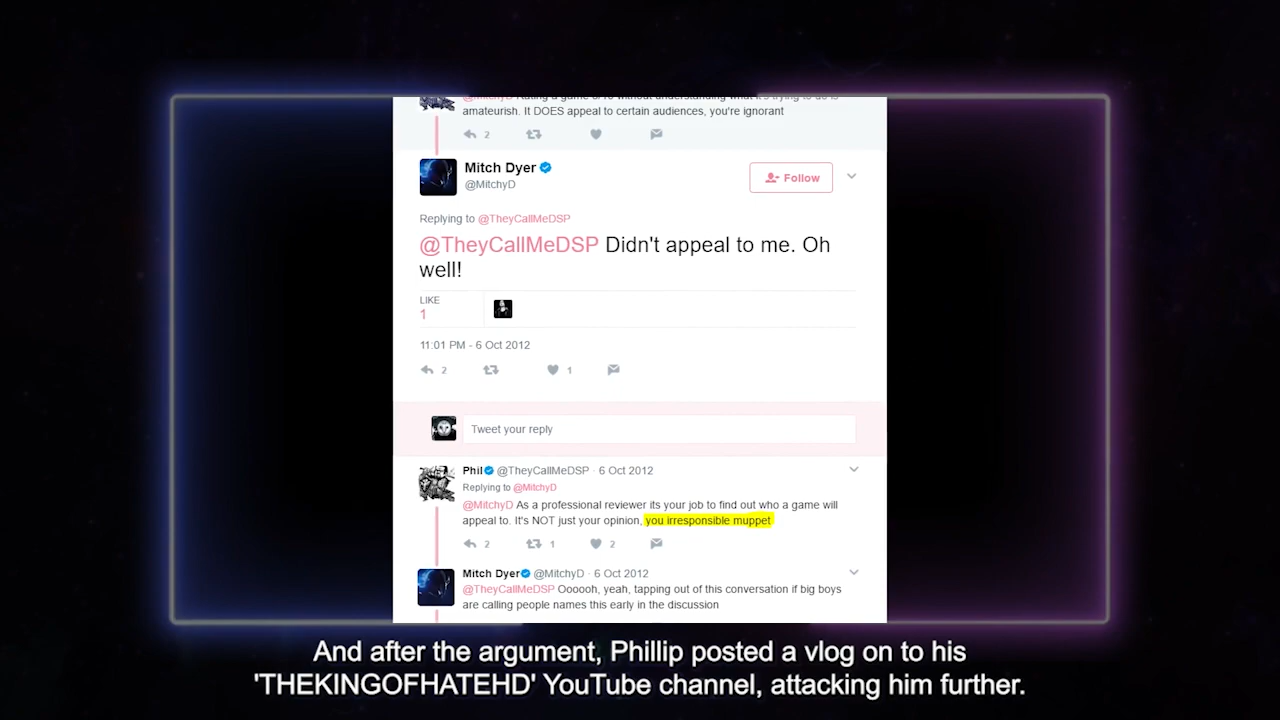 amateurish. It DOES appeal to certain audiences, you're ignorant
2
Mitch Dyer
@MitchyD
Follow
Replying to @TheyCallMeDSP
@TheyCallMeDSP Didn't appeal to me. Oh
well!
LIKE
1
11:01 PM - 6 Oct 2012
2 1
Tweet your reply
Phil @TheyCallMeDSP · 6 Oct 2012
Replying to @MitchyD
@MitchyD As a professional reviewer its your job to find out who a game will
appeal to. It's NOT just your opinion, you irresponsible muppet
2 1 2
Mitch Dyer @MitchyD · 6 Oct 2012
@TheyCallMeDSP Oooooh, yeah, tapping out of this conversation if big boys
are calling people names this early in the discussion
And after the argument, Phillip posted a vlog on to his
'THEKINGOFHATEHD' YouTube channel, attacking him further.